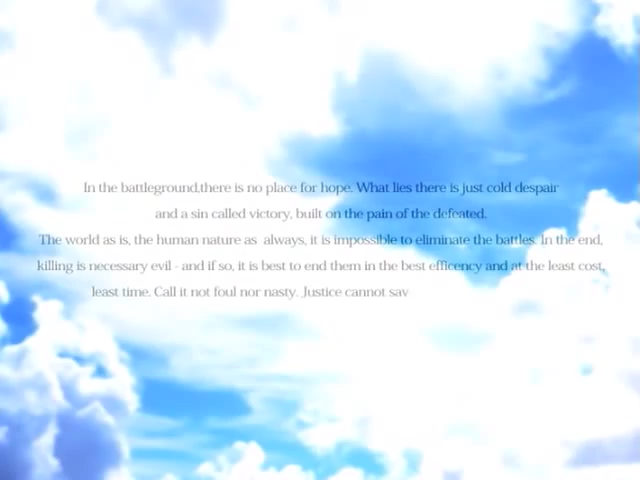 In the battleground,there is no place for hope. What lies there is just cold despair
and a sin called victory, built on the pain of the defeated.
The world as is, the human nature as always, it is impossible to eliminate the battles. In the end,
killing is necessary evil - and if so, it is best to end them in the best efficency and at the least cost,
least time. Call it not foul nor nasty. Justice cannot sav